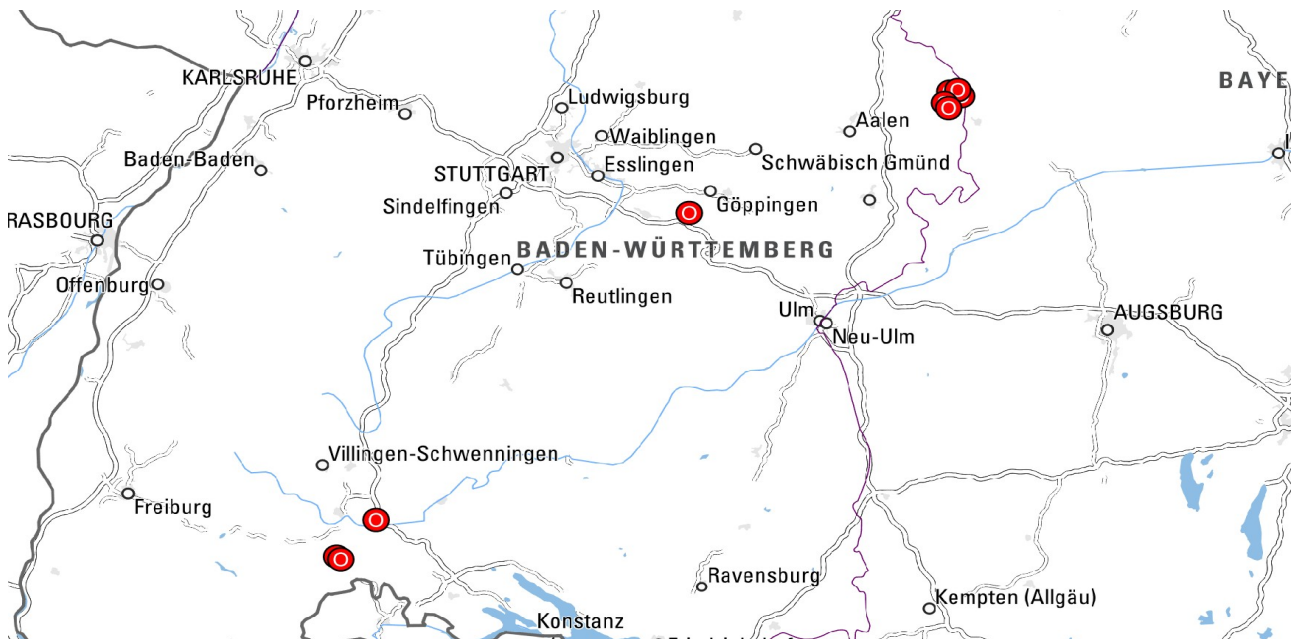 KARLSRUHE
BAYE
Pforzheim
Ludwigsburg
Aalen
Waiblingen
Baden-Baden
STUTTGART
Esslingen
Schwäbisch Gmünd
Sindelfingen
Göppingen
RASBOURG
BADEN-WÜRTTEMBERG
Tübingen
Offenburg
Reutlingen
Ulm
AUGSBURG
Neu-Ulm
Villingen-Schwenningen
Freiburg
Ravensburg
Kempten (Allgäu)
Konstanz